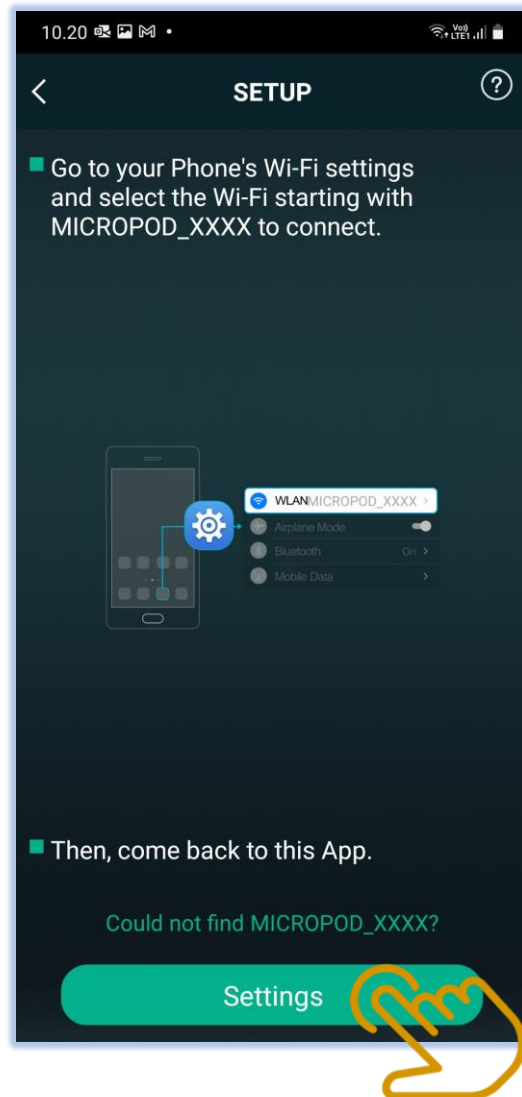 10.20
Vo))
LTE1
SETUP
?
Go to your Phone's Wi-Fi settings
and select the Wi-Fi starting with
MICROPOD_XXXX to connect.
WLAN MICROPOD_XXXX >
Airplane Mode
Bluetooth On >
Mobile Data >
Then, come back to this App.
Could not find MICROPOD_XXXX?
Settings